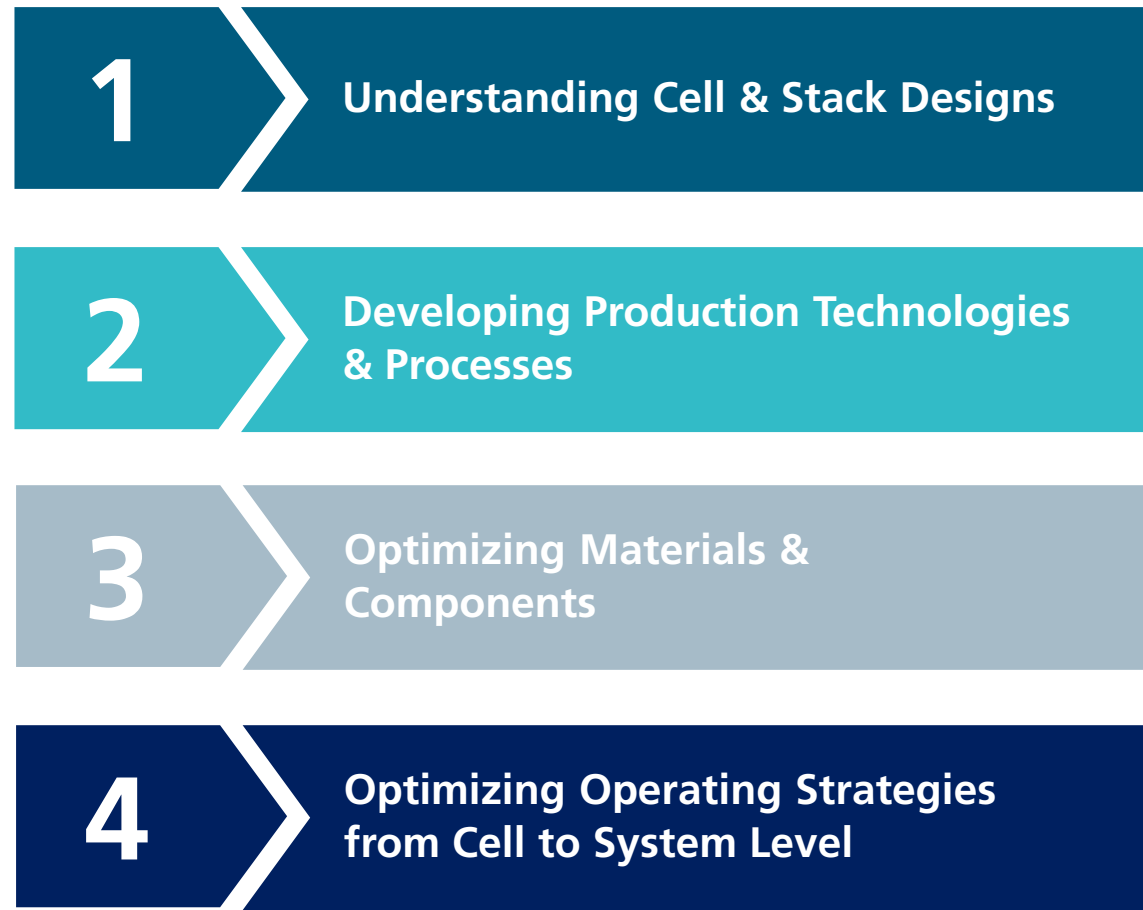 1
Understanding Cell & Stack Designs
2
Developing Production Technologies
& Processes
3
Optimizing Materials &
Components
4
Optimizing Operating Strategies
from Cell to System Level